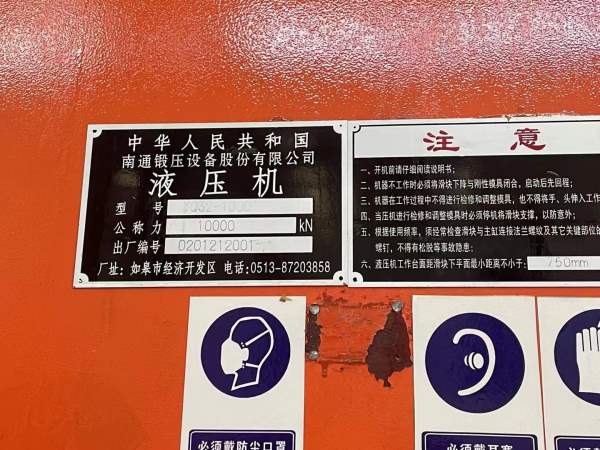 中华人民共和国
南通锻压设备股份有限公司
液压机
型号
公称力 10000 kN
出厂编号 0201212001
厂址:如皋市经济开发区 电话:0513-87203858
注意
一、开机前请仔细阅读说明书;
二、机器不工作时必须将滑块下降与刚性模具闭合,启动后先回程;
三、机器在工作过程中不得进行检修和调整模具,也不得将手、头伸入工作
四、当压机进行检修和调整模具时必须停机将滑块支撑,以防意外;
五、根据使用频率,须经常检查滑块与主缸连接法兰螺纹及其它关键部位的
螺钉,不得有松脱等事故隐患;
六、液压机工作台面距滑块下平面最小距离不小于: 750mm
必须戴防尘口罩
必须戴耳塞